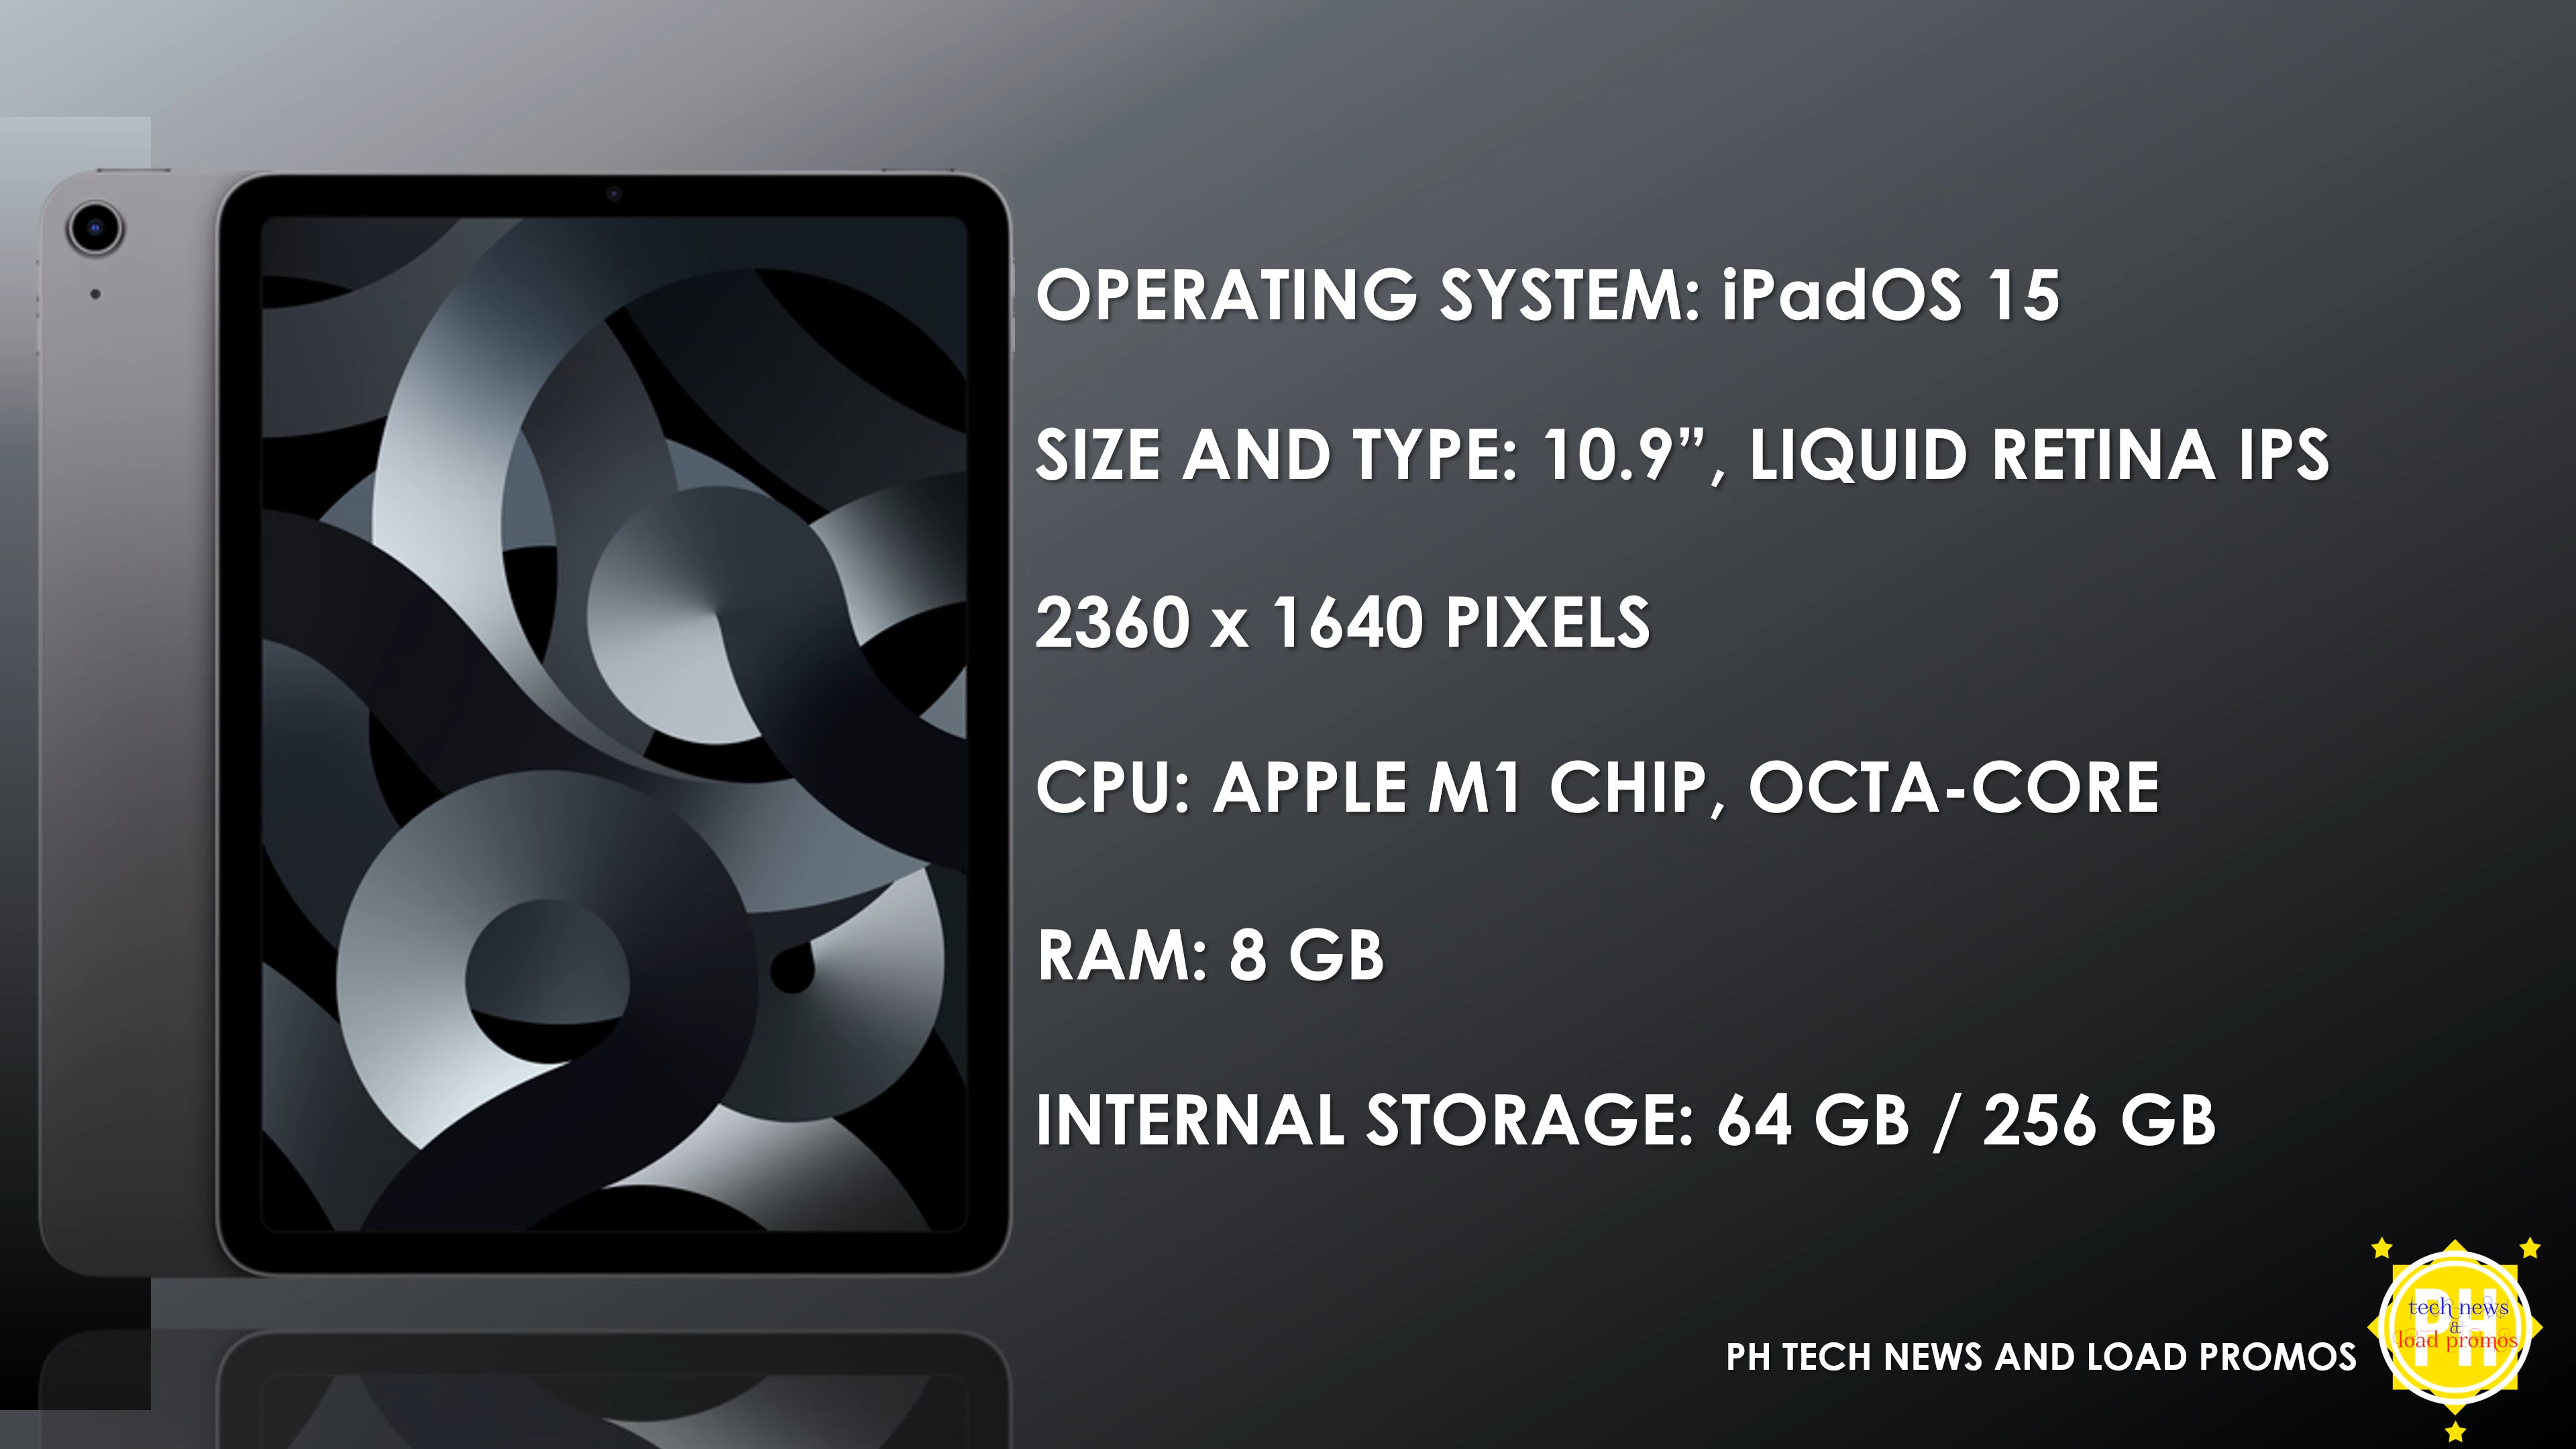 OPERATING SYSTEM: iPadOS 15
SIZE AND TYPE: 10.9”, LIQUID RETINA IPS
2360 x 1640 PIXELS
CPU: APPLE M1 CHIP, OCTA-CORE
RAM: 8 GB
INTERNAL STORAGE: 64 GB / 256 GB
PH TECH NEWS AND LOAD PROMOS
PH
tech news
&
load promos